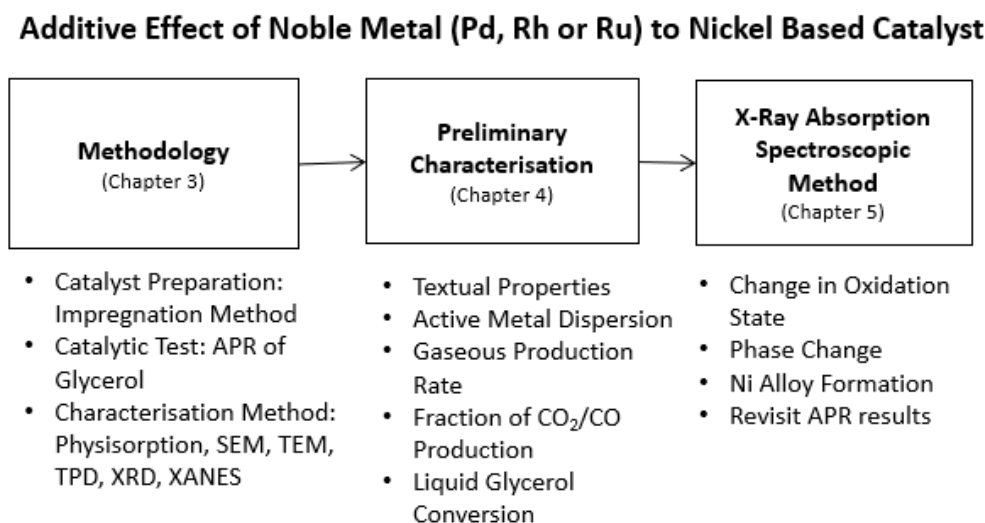 Additive Effect of Noble Metal (Pd, Rh or Ru) to Nickel Based Catalyst
Methodology
(Chapter 3)
• Catalyst Preparation:
Impregnation Method
• Catalytic Test: APR of
Glycerol
• Characterisation Method:
Physisorption, SEM, TEM,
TPD, XRD, XANES
Preliminary
Characterisation
(Chapter 4)
• Textual Properties
• Active Metal Dispersion
• Gaseous Production
Rate
• Fraction of CO₂/CO
Production
• Liquid Glycerol
Conversion
X-Ray Absorption
Spectroscopic
Method
(Chapter 5)
• Change in Oxidation
State
• Phase Change
• Ni Alloy Formation
• Revisit APR results